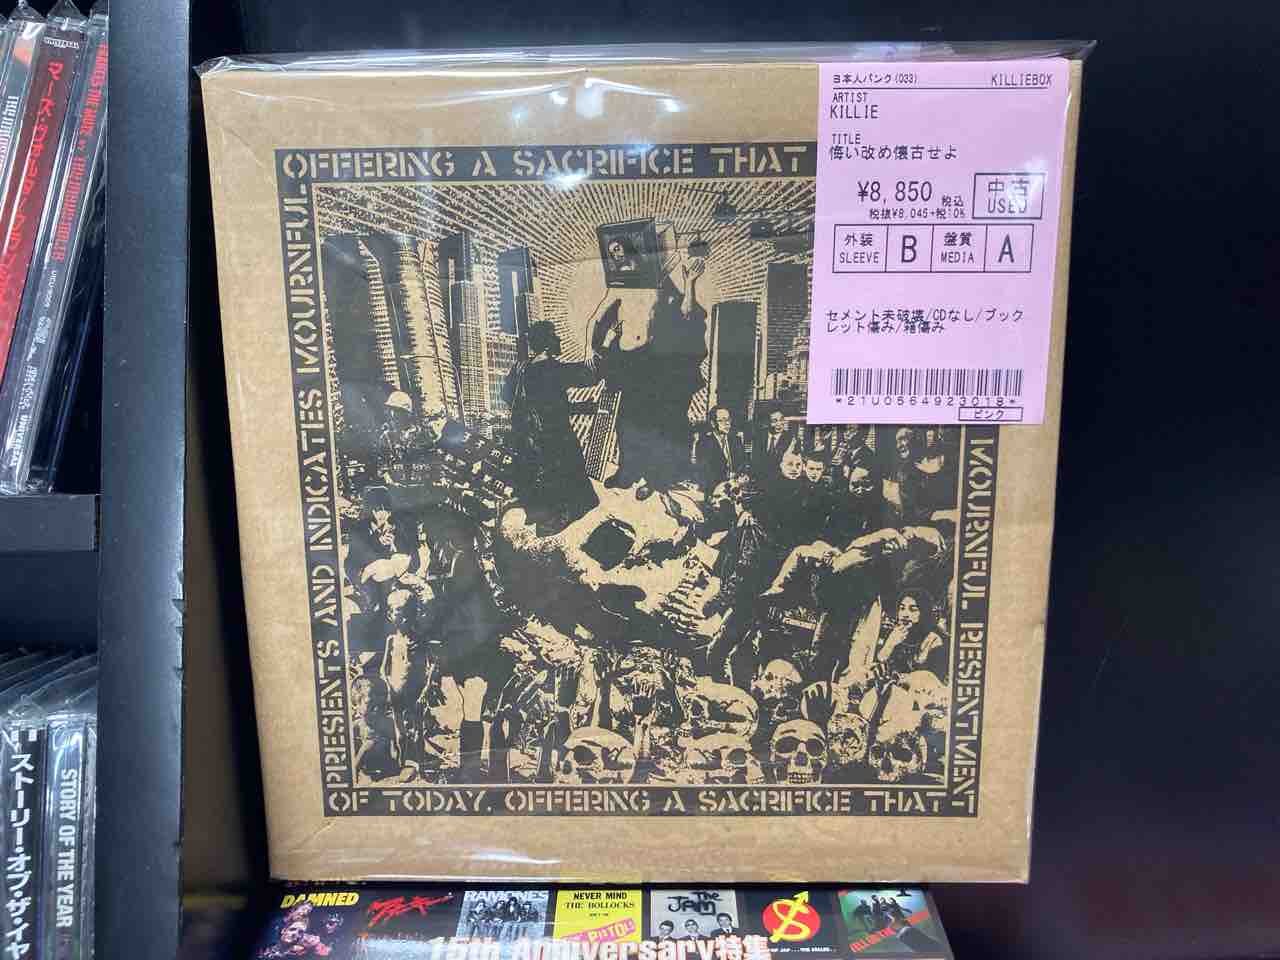 日本人パンク(033) KILLIEBOX
ARTIST
KILLIE
TITLE
悔い改め懐古せよ
¥8,850 税込
税抜¥8,045+税10%
中古
USED
外装
SLEEVE
B
盤質
MEDIA
A
セメント未破壊/CDなし/ブック
レット傷み/箱傷み
*21U0564923018*
ピンク
OFFERING A SACRIFICE THAT
MOURNFUL PRESENTMENT
OF TODAY. OFFERING A SACRIFICE THAT
PRESENTS AND INDICATES MOURNFUL
UNIVERSAL
ストーリー・オブ・ザ・イヤ
STORY OF THE YEAR
DAMNED
RAMONES
NEVER MIND
THE BOLLOCKS
PISTOLS
The
JAM
15th Anniversary特集